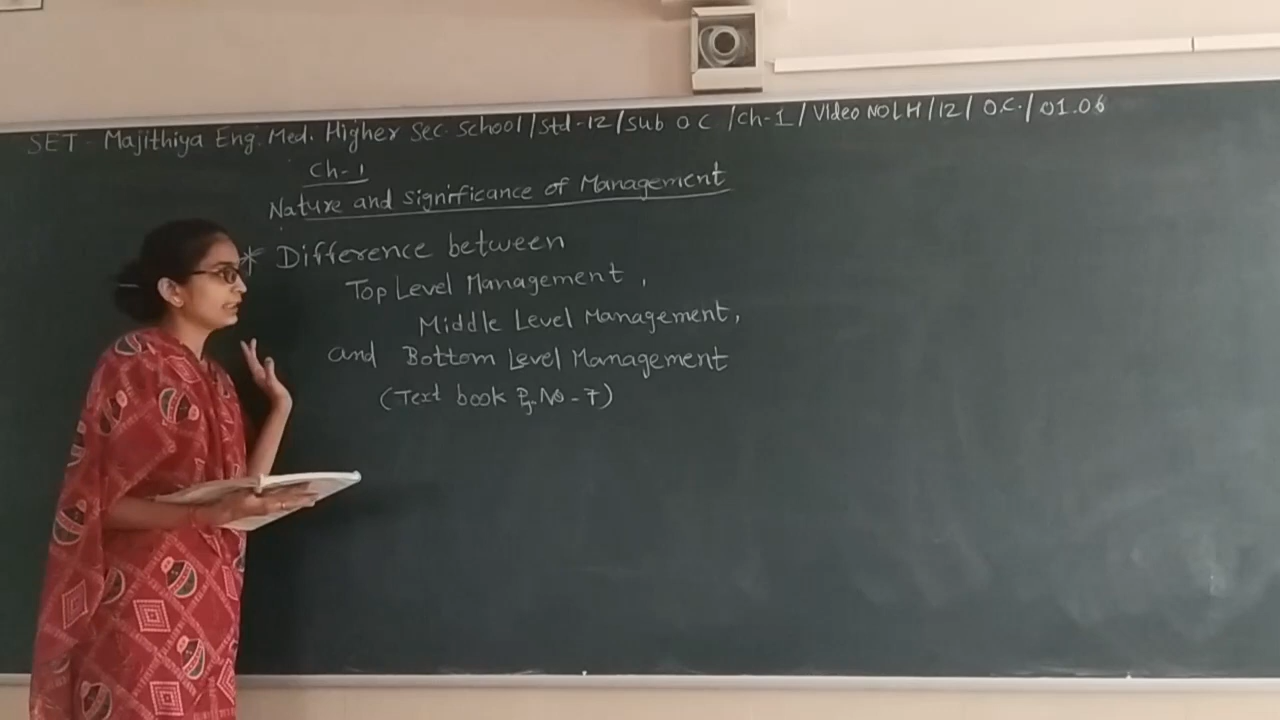 SET - Majithiya Eng. Med. Higher Sec. School / Std-12 / Sub O C / Ch-1 / Video NO LH / 12 / O.C. / 01.06
Ch-1
Nature and significance of Management
* Difference between
Top Level Management ,
Middle Level Management,
and Bottom Level Management
(Text book Pg. No - 7)